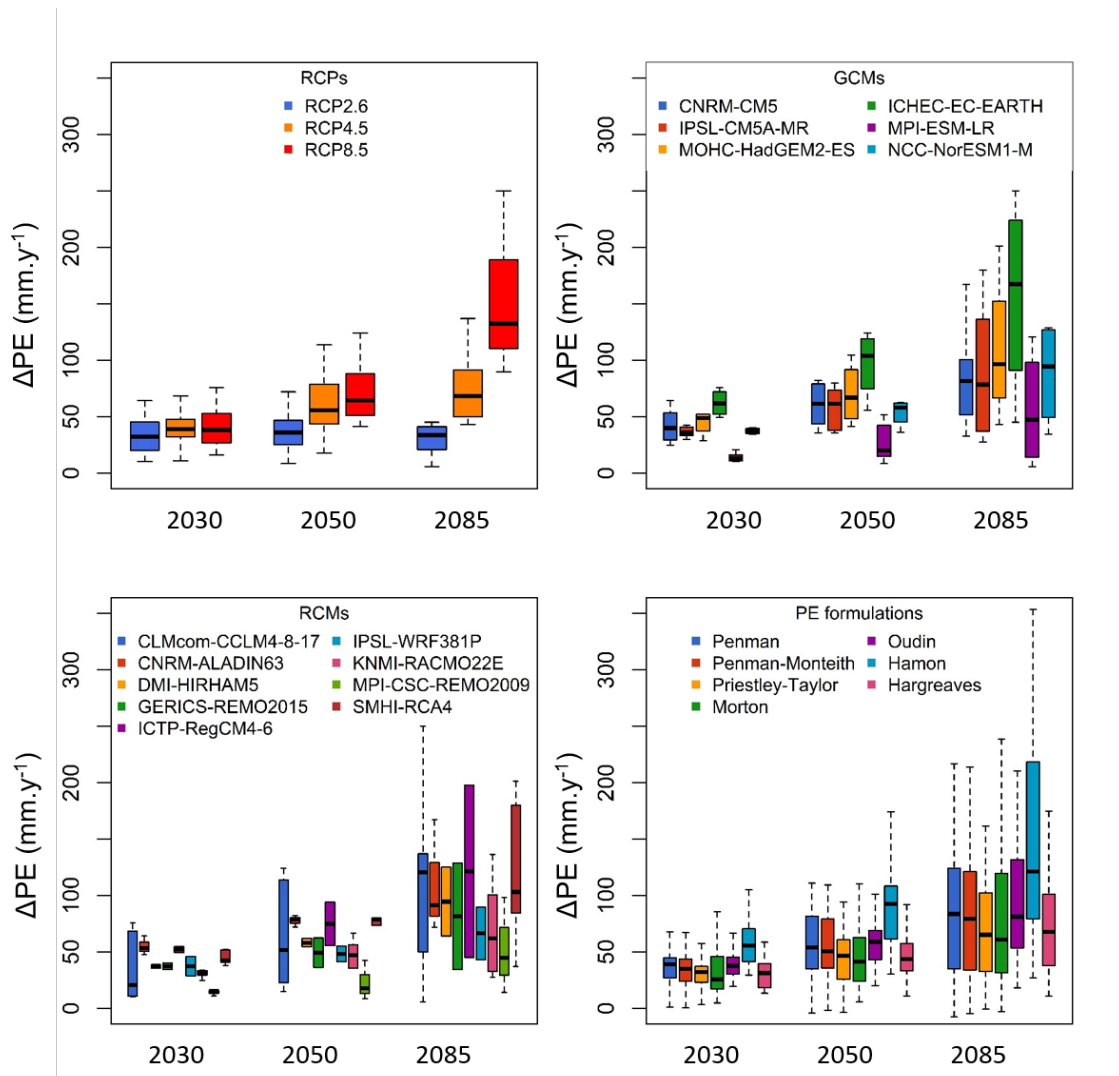 RCPs
RCP2.6
RCP4.5
RCP8.5
300
200
100
50
0
ΔPE (mm.y⁻¹)
2030 2050 2085
GCMs
CNRM-CM5 ICHEC-EC-EARTH
IPSL-CM5A-MR MPI-ESM-LR
MOHC-HadGEM2-ES NCC-NorESM1-M
300
200
100
50
0
ΔPE (mm.y⁻¹)
2030 2050 2085
RCMs
CLMcom-CCLM4-8-17 IPSL-WRF381P
CNRM-ALADIN63 KNMI-RACMO22E
DMI-HIRHAM5 MPI-CSC-REMO2009
GERICS-REMO2015 SMHI-RCA4
ICTP-RegCM4-6
300
200
100
50
0
ΔPE (mm.y⁻¹)
2030 2050 2085
PE formulations
Penman Oudin
Penman-Monteith Hamon
Priestley-Taylor Hargreaves
Morton
300
200
100
50
0
ΔPE (mm.y⁻¹)
2030 2050 2085